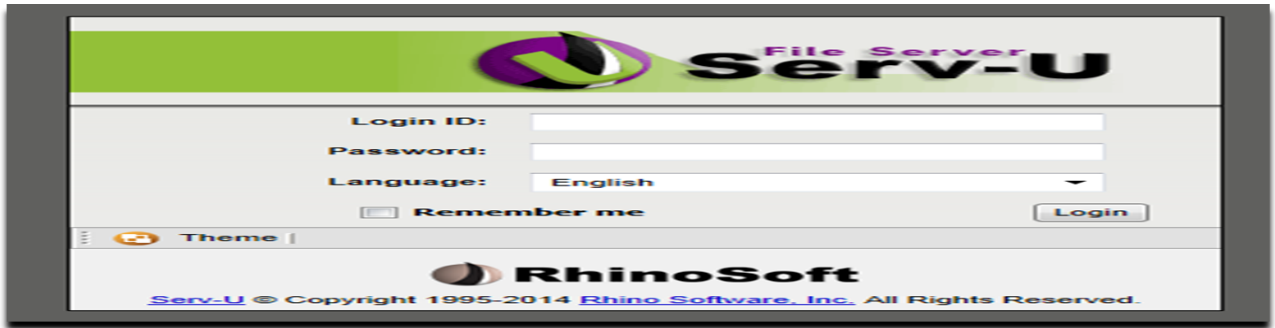 File Server
Serv-U
Login ID:
Password:
Language: English
Remember me Login
Theme
RhinoSoft
Serv-U © Copyright 1995-2014 Rhino Software, Inc. All Rights Reserved.